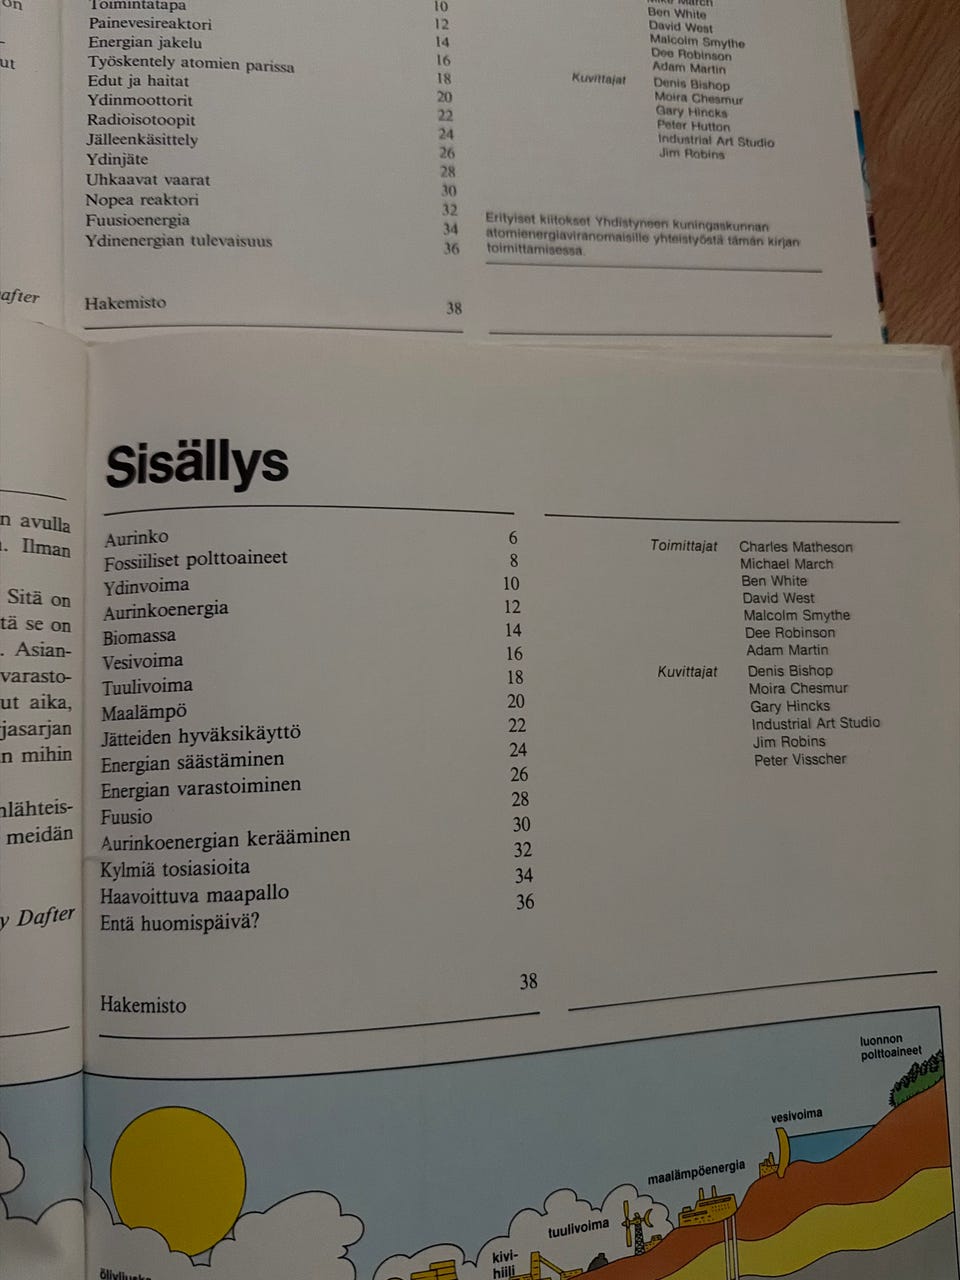 Toimintatapa 10
Painevesireaktori 12
Energian jakelu 14
Työskentely atomien parissa 16
Edut ja haitat 18
Ydinmoottorit 20
Radioisotoopit 22
Jälleenkäsittely 24
Ydinjäte 26
Uhkaavat vaarat 28
Nopea reaktori 30
Fuusioenergia 32
Ydinenergian tulevaisuus 34
36
Hakemisto 38
March
Ben White
David West
Malcolm Smythe
Dee Robinson
Adam Martin
Kuvittajat Denis Bishop
Moira Chesmur
Gary Hincks
Peter Hutton
Industrial Art Studio
Jim Robins
Erityiset kiitokset Yhdistyneen kuningaskunnan
atomienergiaviranomaisille yhteistyöstä tämän kirjan
toimittamisessa.
n avulla
Ilman
Sitä on
tä se on
. Asian-
varasto-
ut aika,
jasarjan
n mihin
nlähteis-
meidän
y Dafter
Sisällys
Aurinko 6
Fossiiliset polttoaineet 8
Ydinvoima 10
Aurinkoenergia 12
Biomassa 14
Vesivoima 16
Tuulivoima 18
Maalämpö 20
Jätteiden hyväksikäyttö 22
Energian säästäminen 24
Energian varastoiminen 26
Fuusio 28
Aurinkoenergian kerääminen 30
Kylmiä tosiasioita 32
Haavoittuva maapallo 34
Entä huomispäivä? 36
Hakemisto 38
Toimittajat Charles Matheson
Michael March
Ben White
David West
Malcolm Smythe
Dee Robinson
Adam Martin
Kuvittajat Denis Bishop
Moira Chesmur
Gary Hincks
Industrial Art Studio
Jim Robins
Peter Visscher
luonnon
polttoaineet
vesivoima
maalämpöenergia
tuulivoima
kivi-
hiili